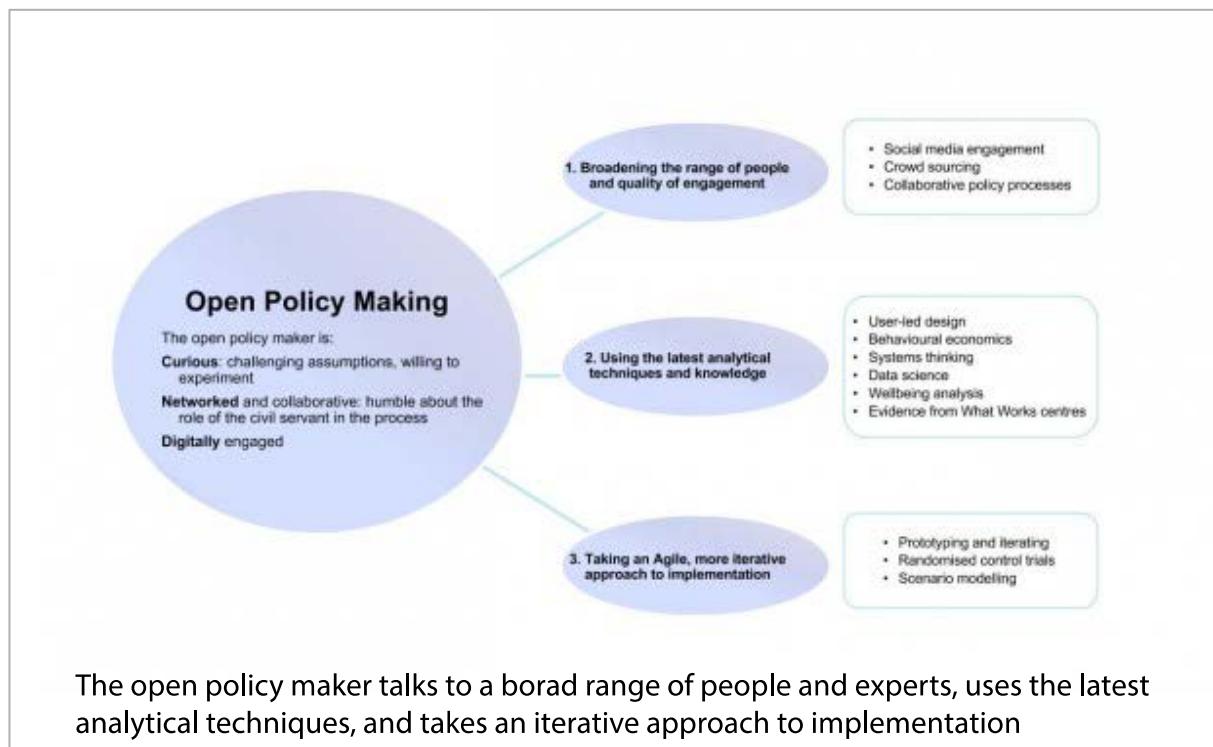 Open Policy Making
The open policy maker is:
Curious: challenging assumptions, willing to
experiment
Networked and collaborative: humble about the
role of the civil servant in the process
Digitally engaged
1. Broadening the range of people
and quality of engagement
• Social media engagement
• Crowd sourcing
• Collaborative policy processes
2. Using the latest analytical
techniques and knowledge
• User-led design
• Behavioural economics
• Systems thinking
• Data science
• Wellbeing analysis
• Evidence from What Works centres
3. Taking an Agile, more iterative
approach to implementation
• Prototyping and iterating
• Randomised control trials
• Scenario modelling
The open policy maker talks to a borad range of people and experts, uses the latest
analytical techniques, and takes an iterative approach to implementation